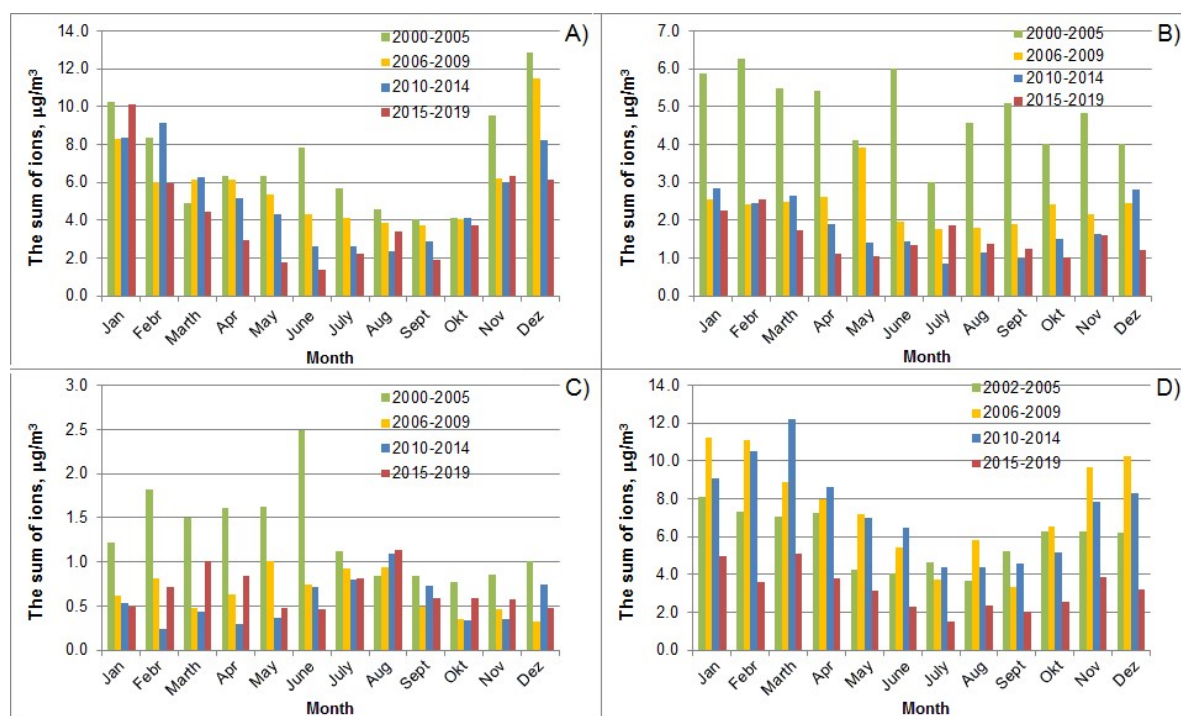 A)
2000-2005
2006-2009
2010-2014
2015-2019
The sum of ions, µg/m³
14.0
12.0
10.0
8.0
6.0
4.0
2.0
0.0
Jan Febr Marth Apr May June July Aug Sept Okt Nov Dez
Month
B)
2000-2005
2006-2009
2010-2014
2015-2019
The sum of ions, µg/m³
7.0
6.0
5.0
4.0
3.0
2.0
1.0
0.0
Jan Febr Marth Apr May June July Aug Sept Okt Nov Dez
Month
C)
2000-2005
2006-2009
2010-2014
2015-2019
The sum of ions, µg/m³
3.0
2.5
2.0
1.5
1.0
0.5
0.0
Jan Febr Marth Apr May June July Aug Sept Okt Nov Dez
Month
D)
2002-2005
2006-2009
2010-2014
2015-2019
The sum of ions, µg/m³
14.0
12.0
10.0
8.0
6.0
4.0
2.0
0.0
Jan Febr Marth Apr May June July Aug Sept Okt Nov Dez
Month